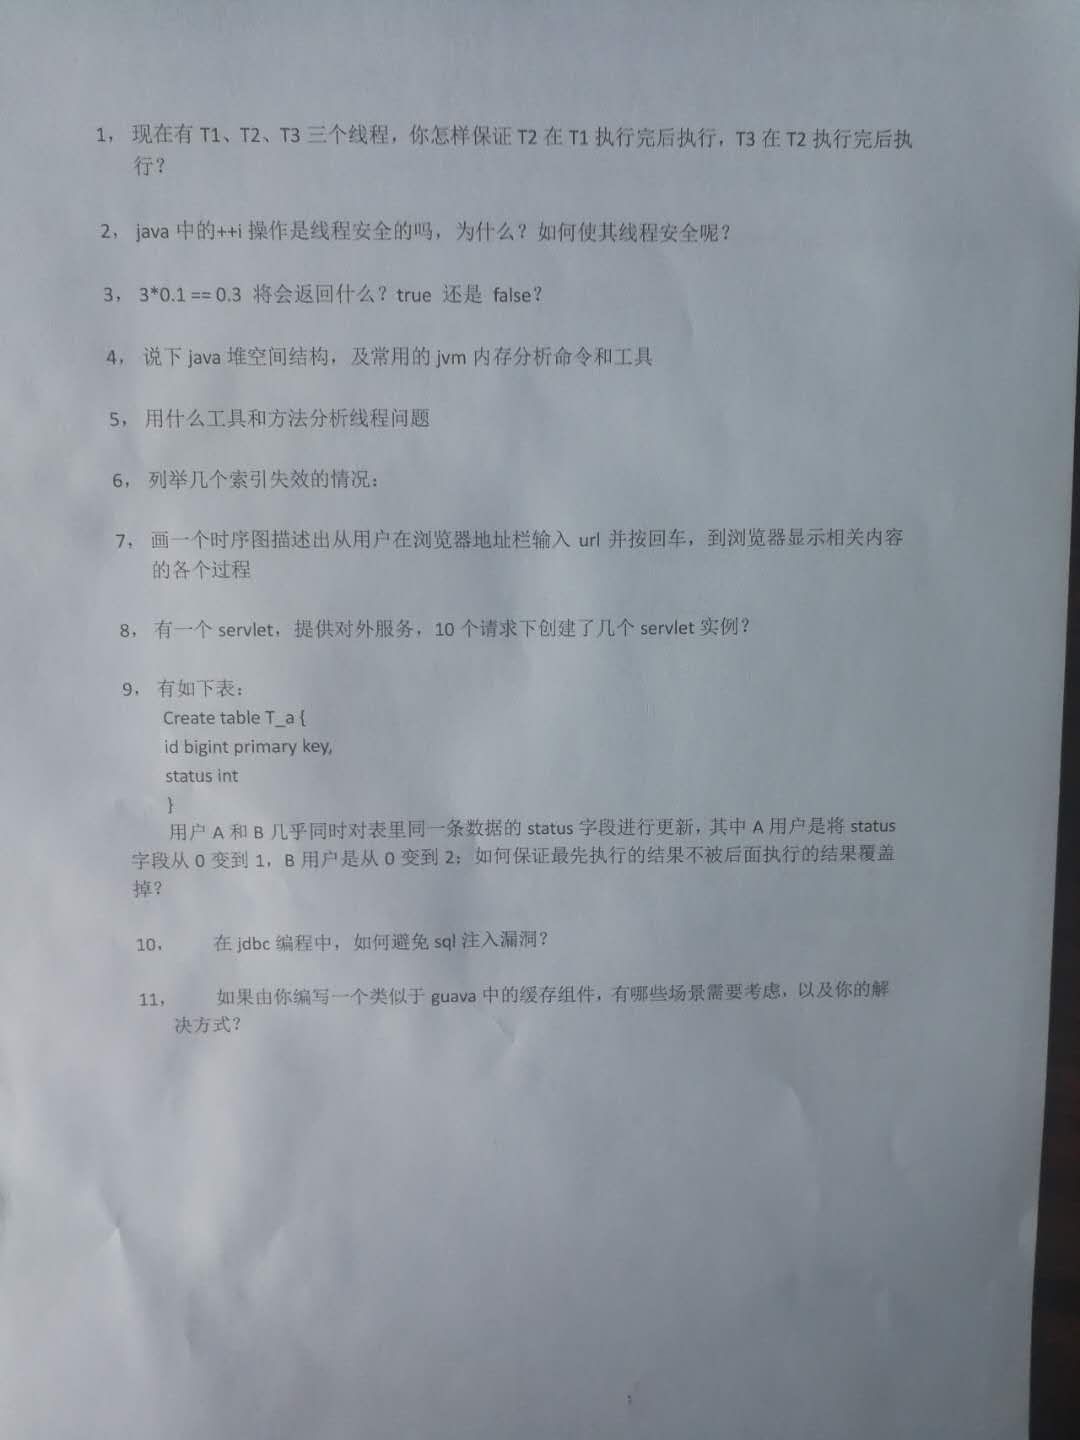 1， 现在有 T1、T2、T3 三个线程，你怎样保证 T2 在 T1 执行完后执行，T3 在 T2 执行完后执
行？
2， java 中的++i 操作是线程安全的吗，为什么？如何使其线程安全呢？
3， 3*0.1 == 0.3 将会返回什么？true 还是 false？
4， 说下 java 堆空间结构，及常用的 jvm 内存分析命令和工具
5， 用什么工具和方法分析线程问题
6， 列举几个索引失效的情况：
7， 画一个时序图描述出从用户在浏览器地址栏输入 url 并按回车，到浏览器显示相关内容
的各个过程
8， 有一个 servlet，提供对外服务，10 个请求下创建了几个 servlet 实例？
9， 有如下表：
Create table T_a {
id bigint primary key,
status int
}
用户 A 和 B 几乎同时对表里同一条数据的 status 字段进行更新，其中 A 用户是将 status
字段从 0 变到 1，B 用户是从 0 变到 2；如何保证最先执行的结果不被后面执行的结果覆盖
掉？
10， 在 jdbc 编程中，如何避免 sql 注入漏洞？
11， 如果由你编写一个类似于 guava 中的缓存组件，有哪些场景需要考虑，以及你的解
决方式？